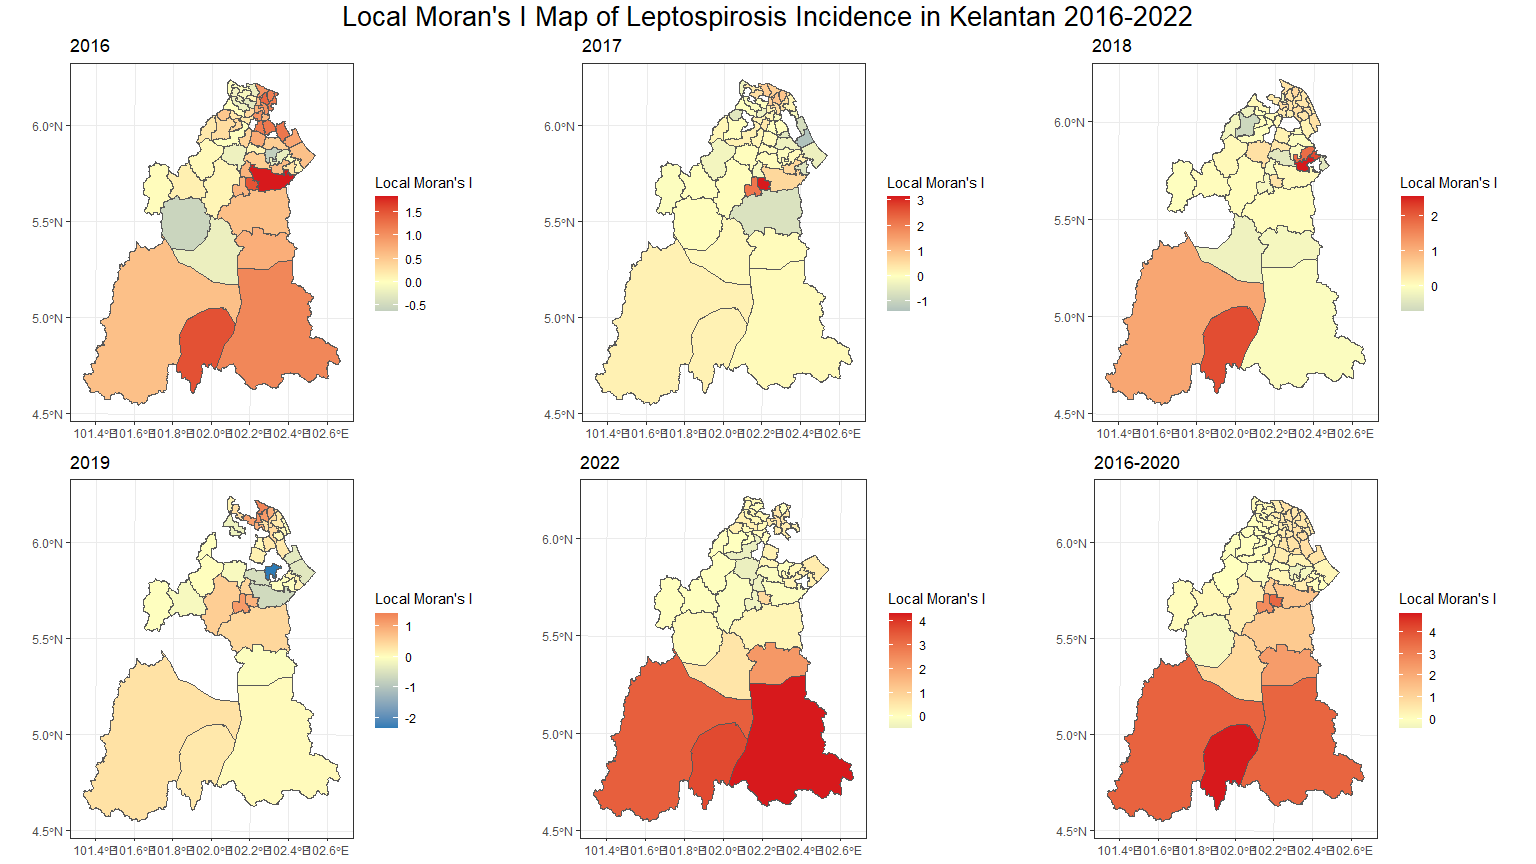 Local Moran's I Map of Leptospirosis Incidence in Kelantan 2016-2022
2016
6.0°N
5.5°N
5.0°N
4.5°N
101.4°E101.6°E101.8°E102.0°E102.2°E102.4°E102.6°E
Local Moran's I
1.5
1.0
0.5
0.0
-0.5
2017
6.0°N
5.5°N
5.0°N
4.5°N
101.4°E101.6°E101.8°E102.0°E102.2°E102.4°E102.6°E
Local Moran's I
3
2
1
0
-1
2018
6.0°N
5.5°N
5.0°N
4.5°N
101.4°E101.6°E101.8°E102.0°E102.2°E102.4°E102.6°E
Local Moran's I
2
1
0
2019
6.0°N
5.5°N
5.0°N
4.5°N
101.4°E101.6°E101.8°E102.0°E102.2°E102.4°E102.6°E
Local Moran's I
1
0
-1
-2
2022
6.0°N
5.5°N
5.0°N
4.5°N
101.4°E101.6°E101.8°E102.0°E102.2°E102.4°E102.6°E
Local Moran's I
4
3
2
1
0
2016-2020
6.0°N
5.5°N
5.0°N
4.5°N
101.4°E101.6°E101.8°E102.0°E102.2°E102.4°E102.6°E
Local Moran's I
4
3
2
1
0